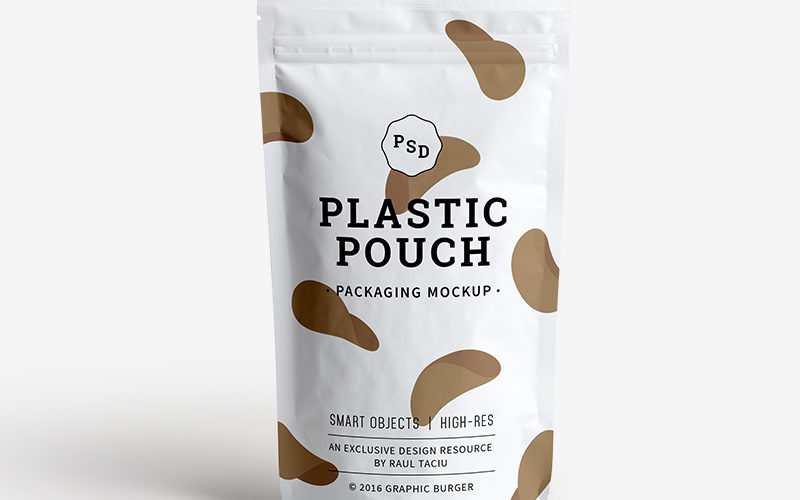 PSD
PLASTIC
POUCH
· PACKAGING MOCKUP ·
SMART OBJECTS | HIGH-RES
AN EXCLUSIVE DESIGN RESOURCE
BY RAUL TACIU
© 2016 GRAPHIC BURGER